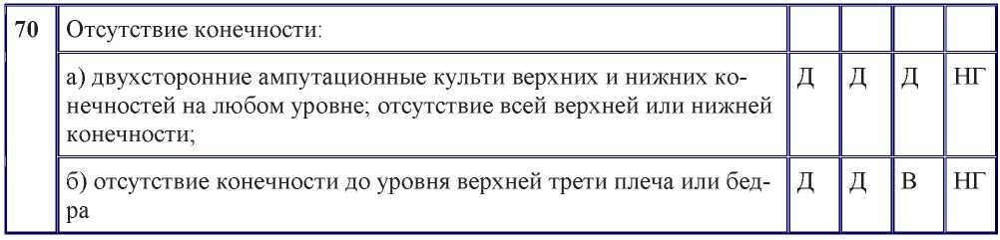 70 Отсутствие конечности:
а) двухсторонние ампутационные культи верхних и нижних ко- Д Д Д НГ
нечностей на любом уровне; отсутствие всей верхней или нижней
конечности;
б) отсутствие конечности до уровня верхней трети плеча или бед- Д Д В НГ
ра